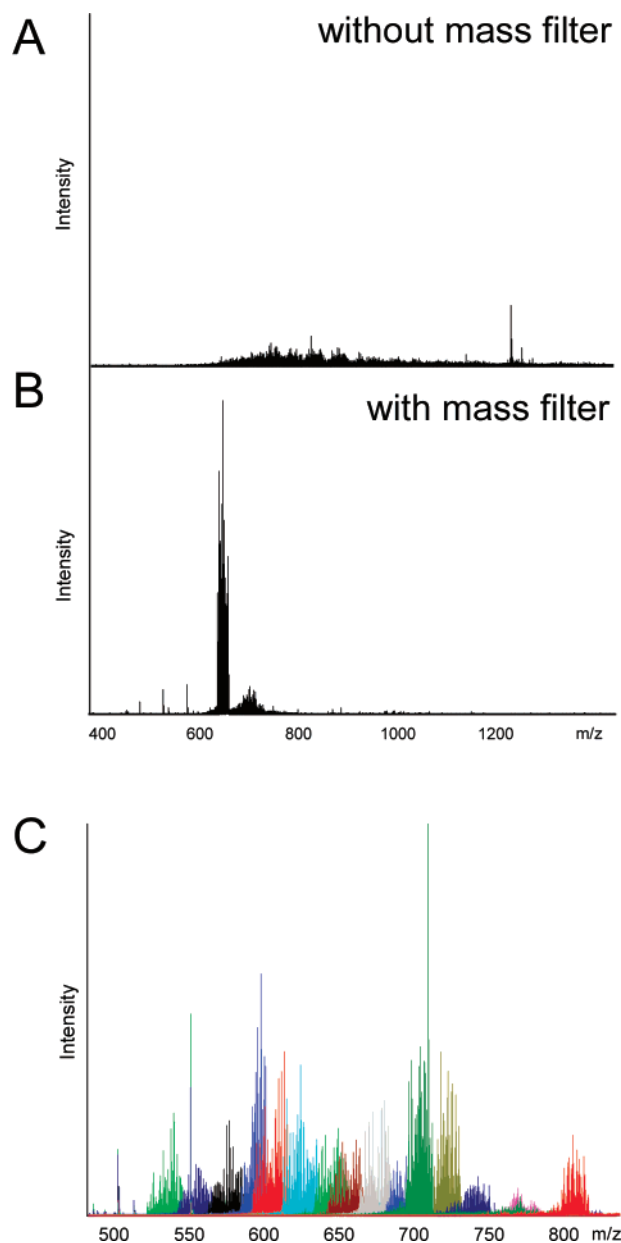 A
without mass filter
Intensity
B
with mass filter
Intensity
400 600 800 1000 1200 m/z
C
Intensity
500 550 600 650 700 750 800 m/z